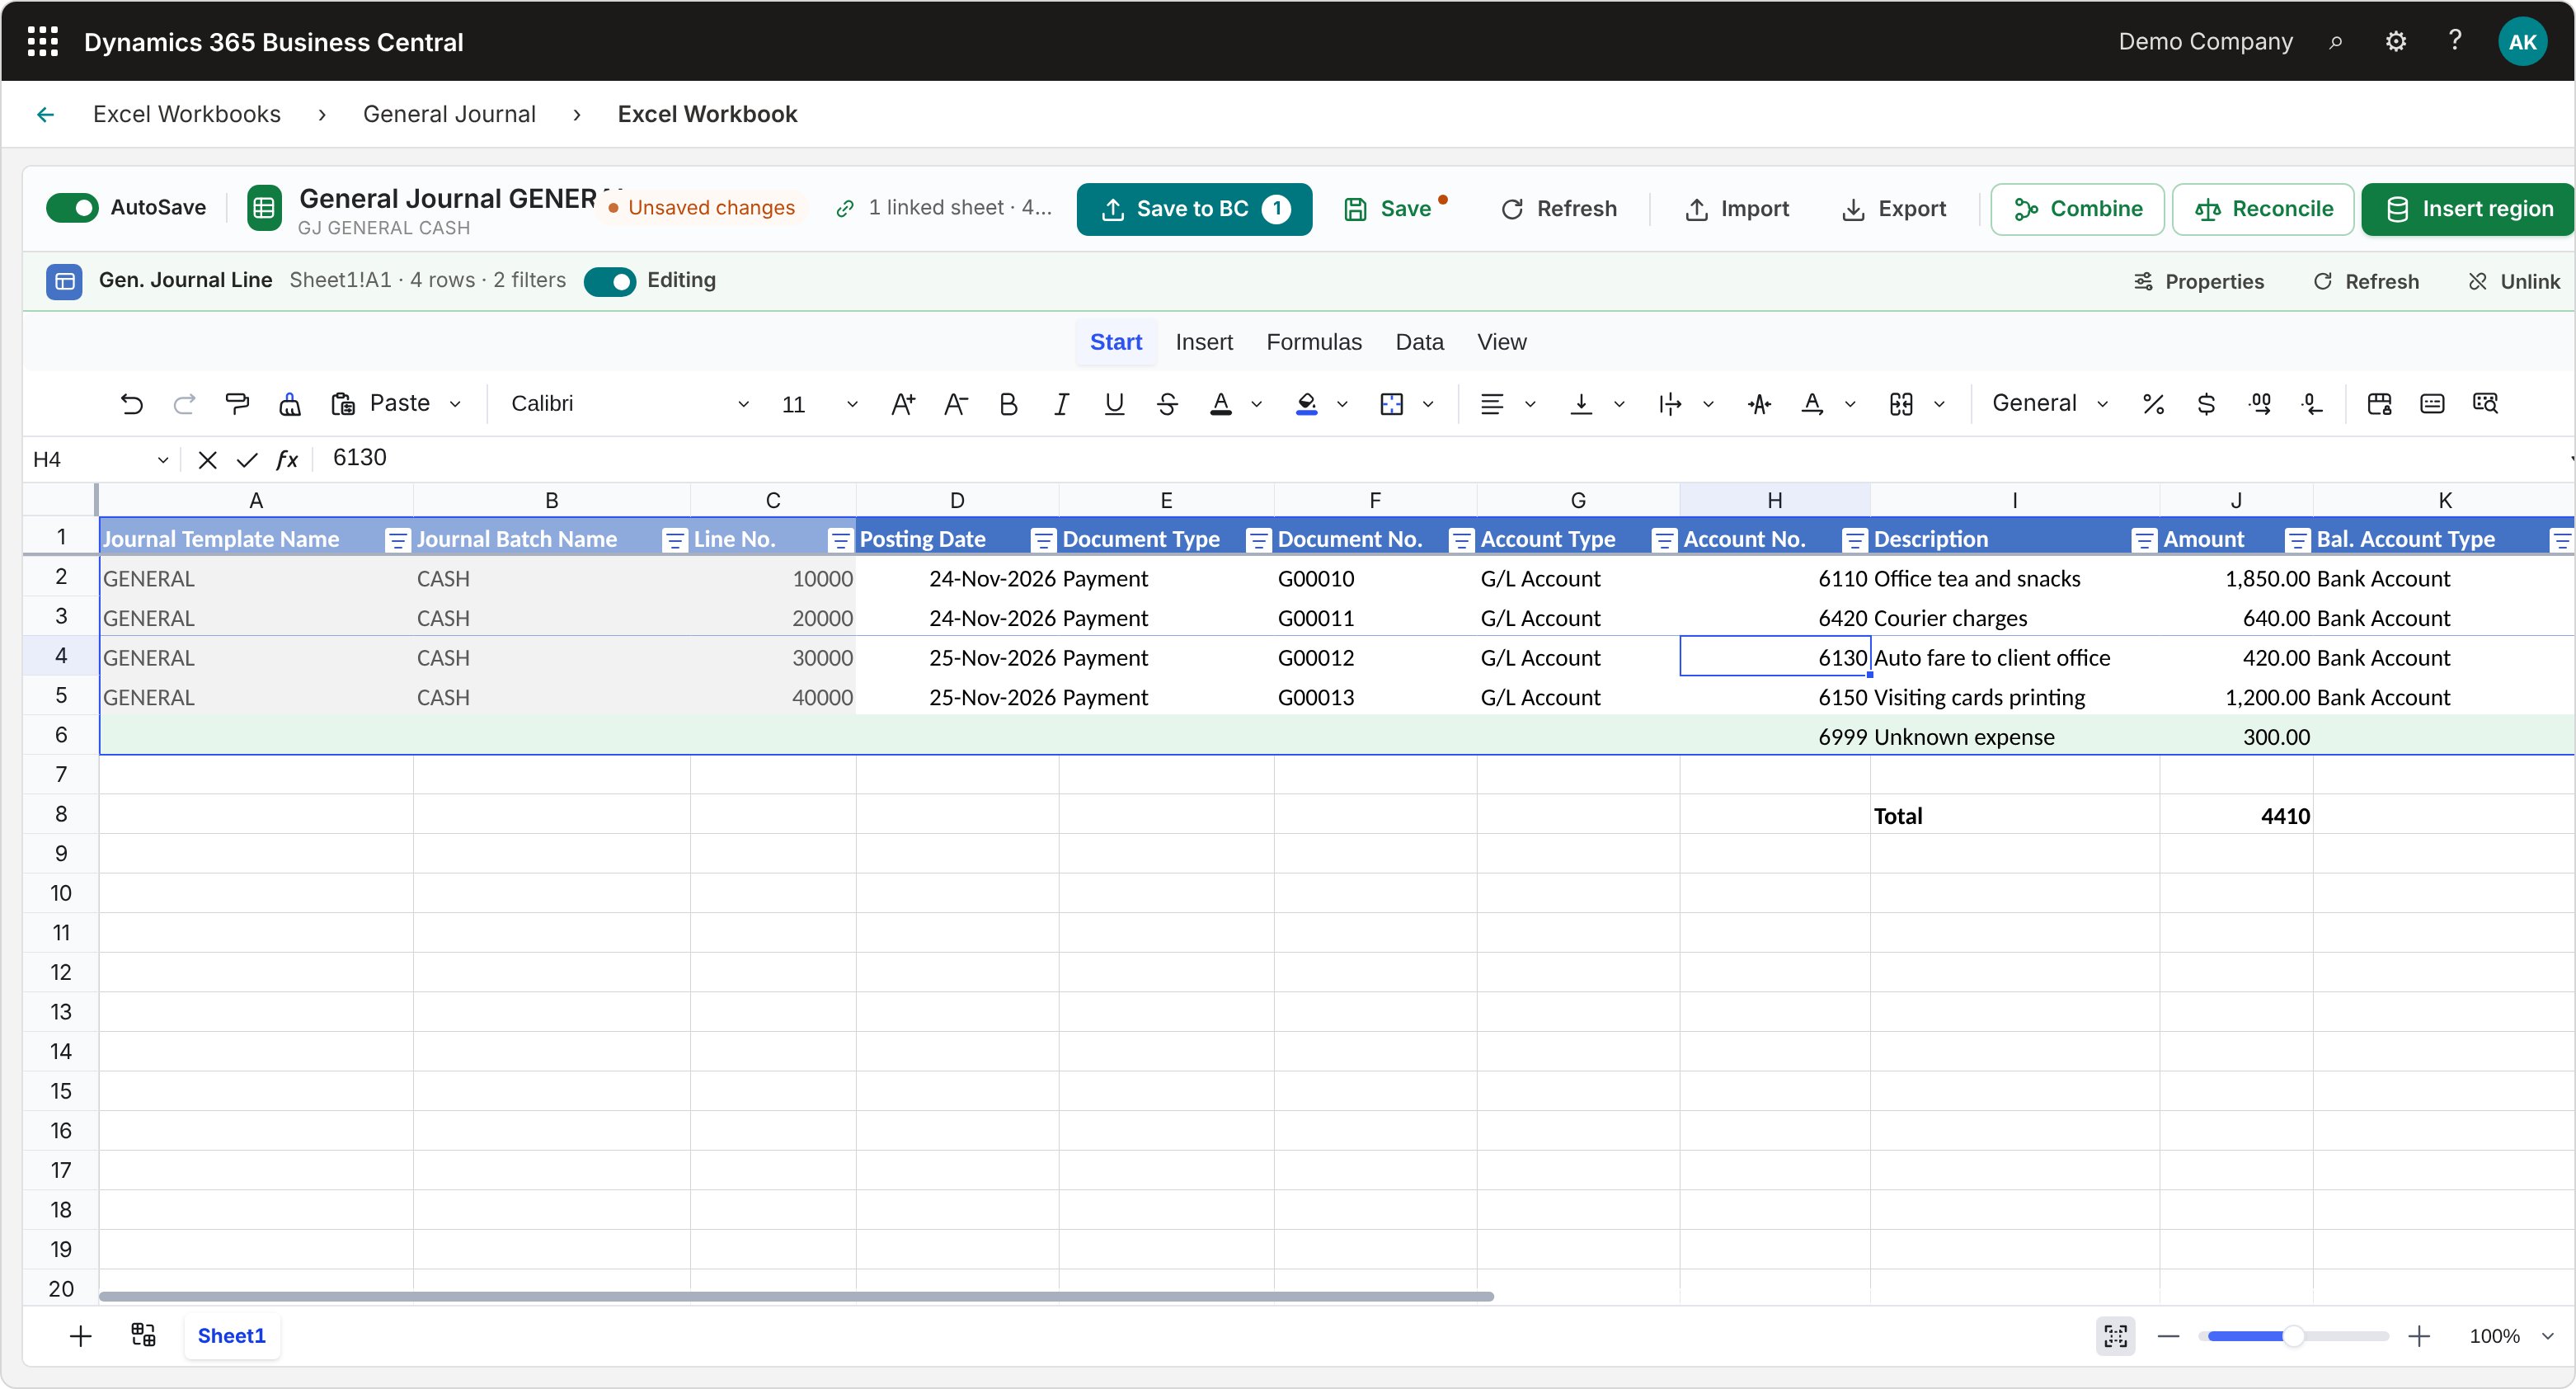 Dynamics 365 Business Central Demo Company ? AK
Excel Workbooks › General Journal › Excel Workbook
AutoSave General Journal GENER Unsaved changes 1 linked sheet · 4... Save to BC 1 Save Refresh Import Export Combine Reconcile Insert region
GJ GENERAL CASH
Gen. Journal Line Sheet1!A1 · 4 rows · 2 filters Editing Properties Refresh Unlink
Start Insert Formulas Data View
Paste Calibri 11 General
H4 fx 6130
A B C D E F G H I J K
1 Journal Template Name Journal Batch Name Line No. Posting Date Document Type Document No. Account Type Account No. Description Amount Bal. Account Type
2 GENERAL CASH 10000 24-Nov-2026 Payment G00010 G/L Account 6110 Office tea and snacks 1,850.00 Bank Account
3 GENERAL CASH 20000 24-Nov-2026 Payment G00011 G/L Account 6420 Courier charges 640.00 Bank Account
4 GENERAL CASH 30000 25-Nov-2026 Payment G00012 G/L Account 6130 Auto fare to client office 420.00 Bank Account
5 GENERAL CASH 40000 25-Nov-2026 Payment G00013 G/L Account 6150 Visiting cards printing 1,200.00 Bank Account
6 6999 Unknown expense 300.00
7
8 Total 4410
9
10
11
12
13
14
15
16
17
18
19
20
Sheet1 100%